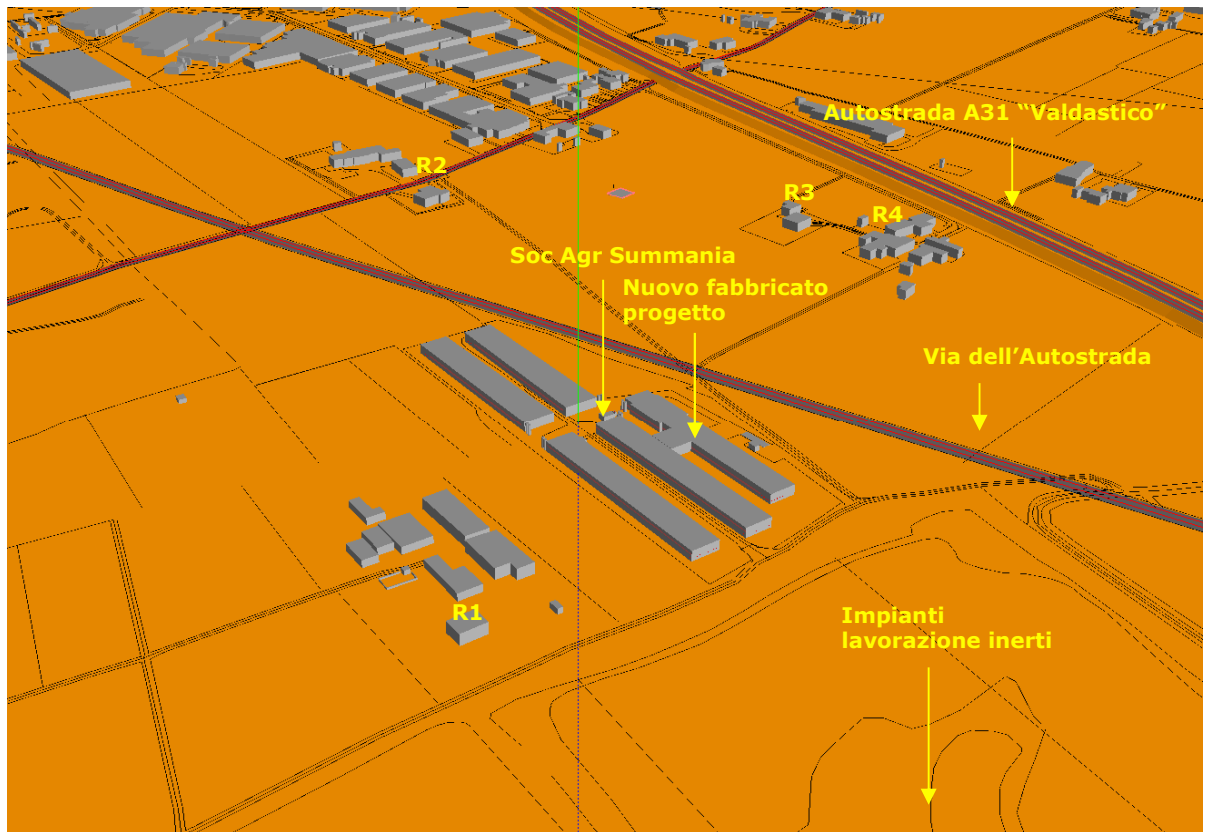 Autostrada A31 “Valdastico”
R2
R3
R4
Soc Agr Summania
Nuovo fabbricato
progetto
Via dell’Autostrada
R1
Impianti
lavorazione inerti